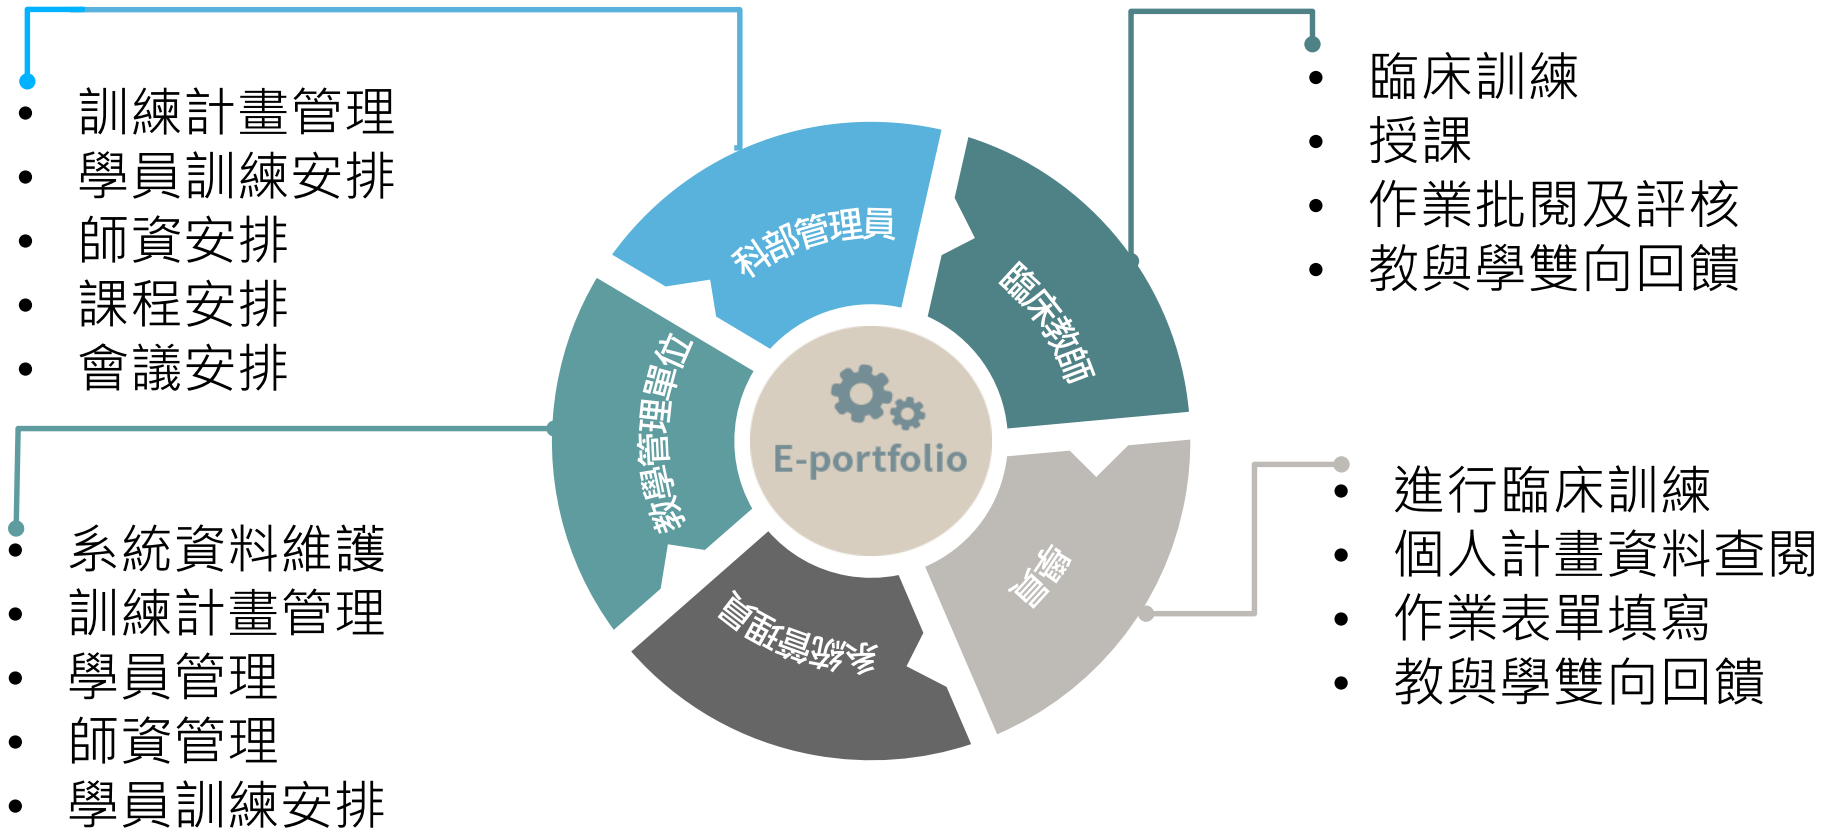 訓練計畫管理
學員訓練安排
師資安排
課程安排
會議安排
臨床訓練
授課
作業批閱及評核
教與學雙向回饋
科部管理員
臨床教師
教學管理單位
E-portfolio
學員
系統管理員
系統資料維護
訓練計畫管理
學員管理
師資管理
學員訓練安排
進行臨床訓練
個人計畫資料查閱
作業表單填寫
教與學雙向回饋